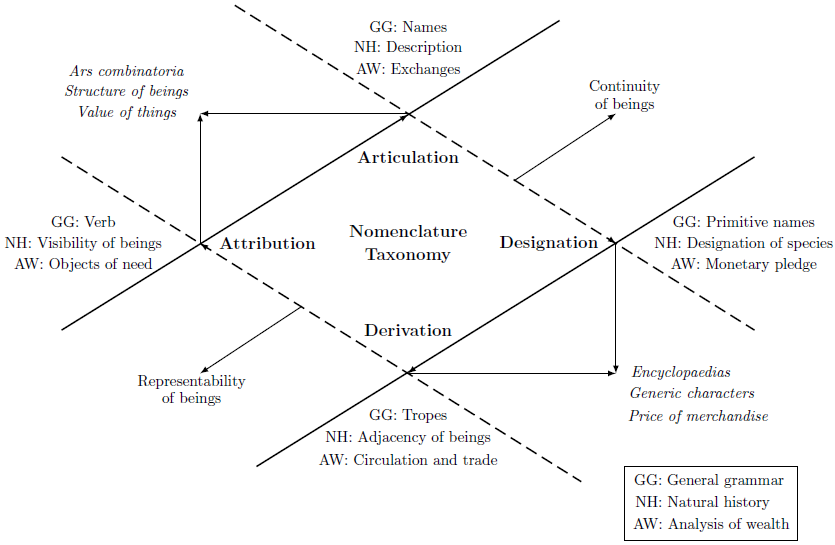 GG: Names
NH: Description
AW: Exchanges
Ars combinatoria
Structure of beings
Value of things
Continuity
of beings
Articulation
GG: Verb
NH: Visibility of beings
AW: Objects of need
Attribution
Nomenclature
Taxonomy
Designation
GG: Primitive names
NH: Designation of species
AW: Monetary pledge
Derivation
Representability
of beings
Encyclopaedias
Generic characters
Price of merchandise
GG: Tropes
NH: Adjacency of beings
AW: Circulation and trade
GG: General grammar
NH: Natural history
AW: Analysis of wealth